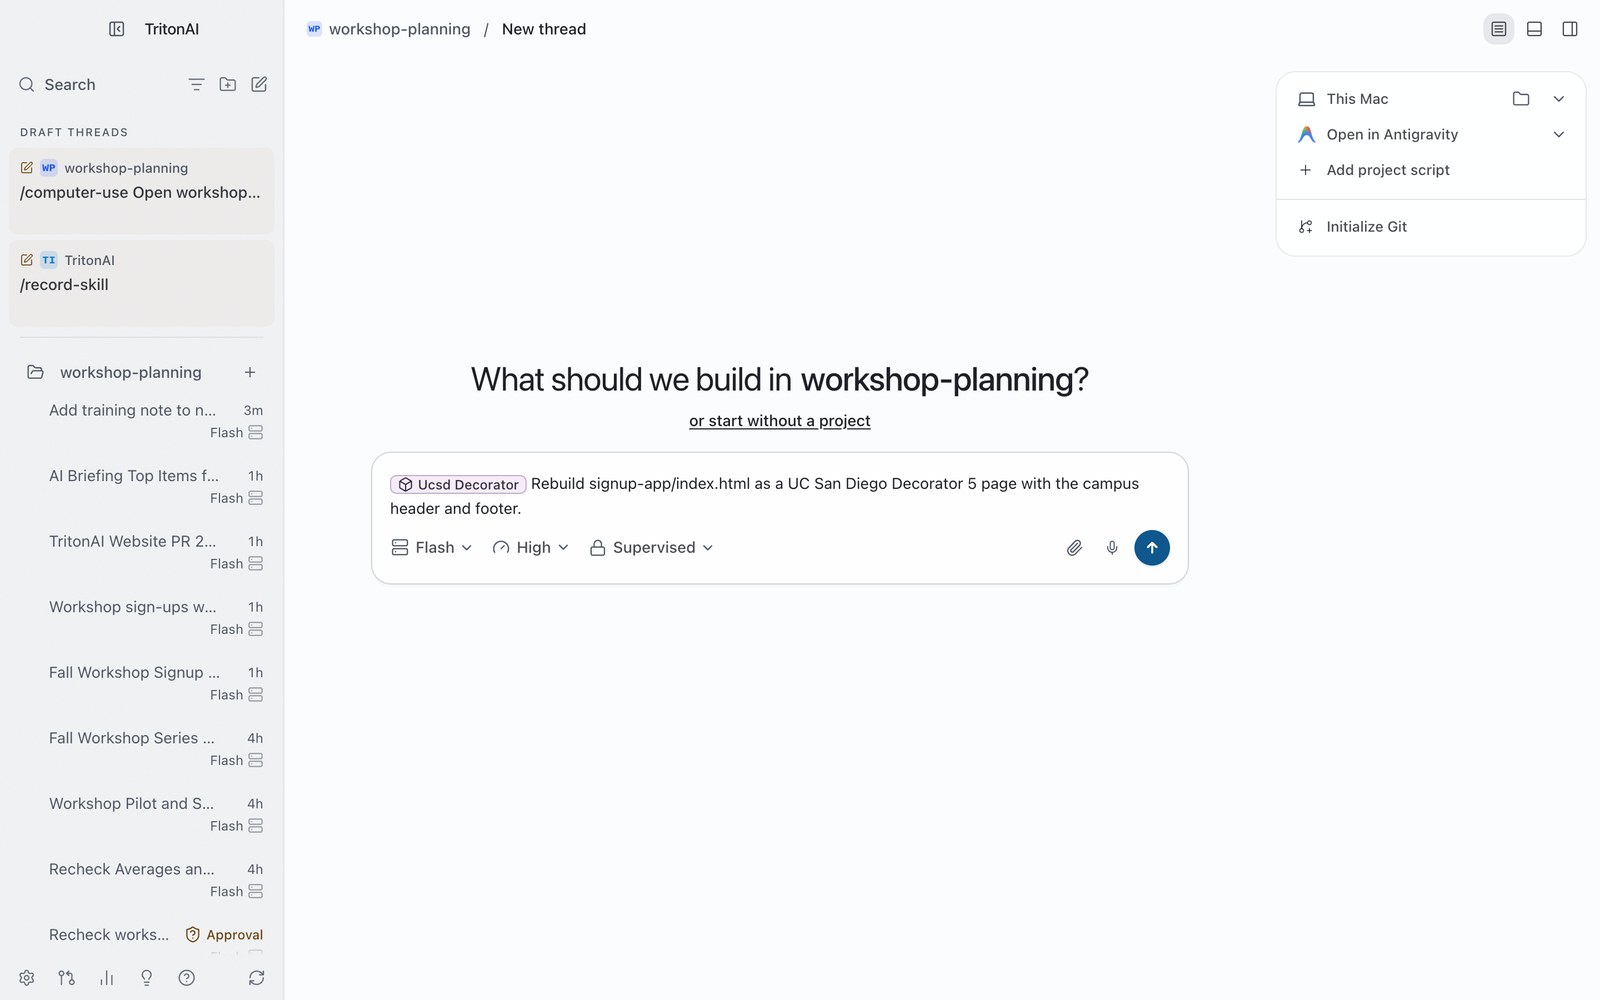 TritonAI
WP workshop-planning / New thread
Search
DRAFT THREADS
WP workshop-planning
/computer-use Open workshop...
TI TritonAI
/record-skill
workshop-planning
Add training note to n... 3m
Flash
AI Briefing Top Items f... 1h
Flash
TritonAI Website PR 2... 1h
Flash
Workshop sign-ups w... 1h
Flash
Fall Workshop Signup ... 1h
Flash
Fall Workshop Series ... 4h
Flash
Workshop Pilot and S... 4h
Flash
Recheck Averages an... 4h
Flash
Recheck works... Approval
This Mac
Open in Antigravity
Add project script
Initialize Git
What should we build in workshop-planning?
or start without a project
Ucsd Decorator Rebuild signup-app/index.html as a UC San Diego Decorator 5 page with the campus
header and footer.
Flash High Supervised